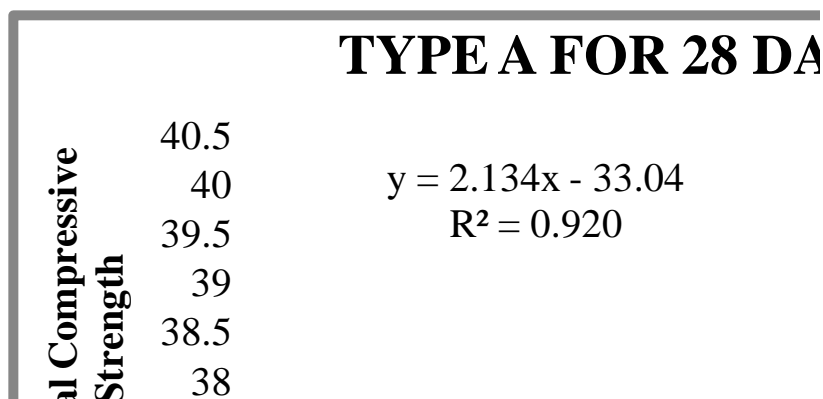 TYPE A FOR 28 DA
al Compressive
Strength
40.5
40
39.5
39
38.5
38
y = 2.134x - 33.04
R² = 0.920